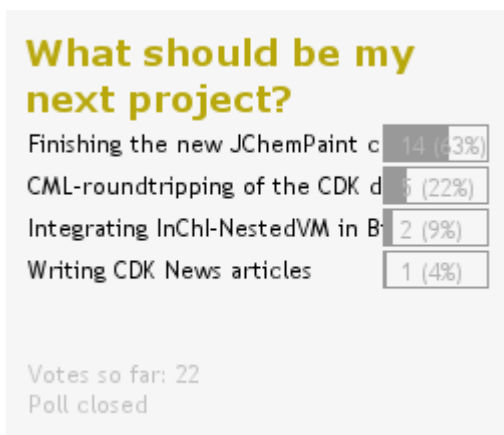 What should be my
next project?
Finishing the new JChemPaint c 14 (63%)
CML-roundtripping of the CDK d 5 (22%)
Integrating InChI-NestedVM in B 2 (9%)
Writing CDK News articles 1 (4%)
Votes so far: 22
Poll closed